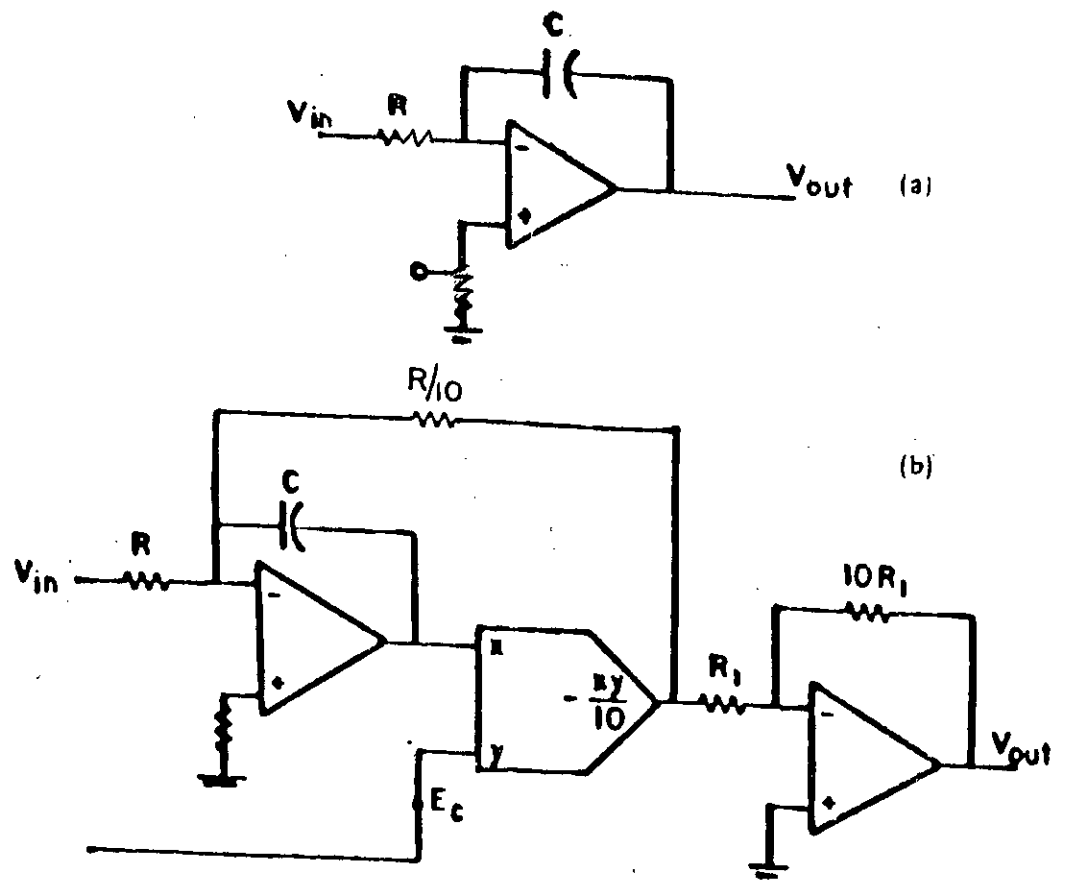 C
R
Vin
-
+
Vout (a)
R/10
(b)
C
R
Vin
-
+
10R1
x
R1
- xy
10
y
-
+
Vout
Ec